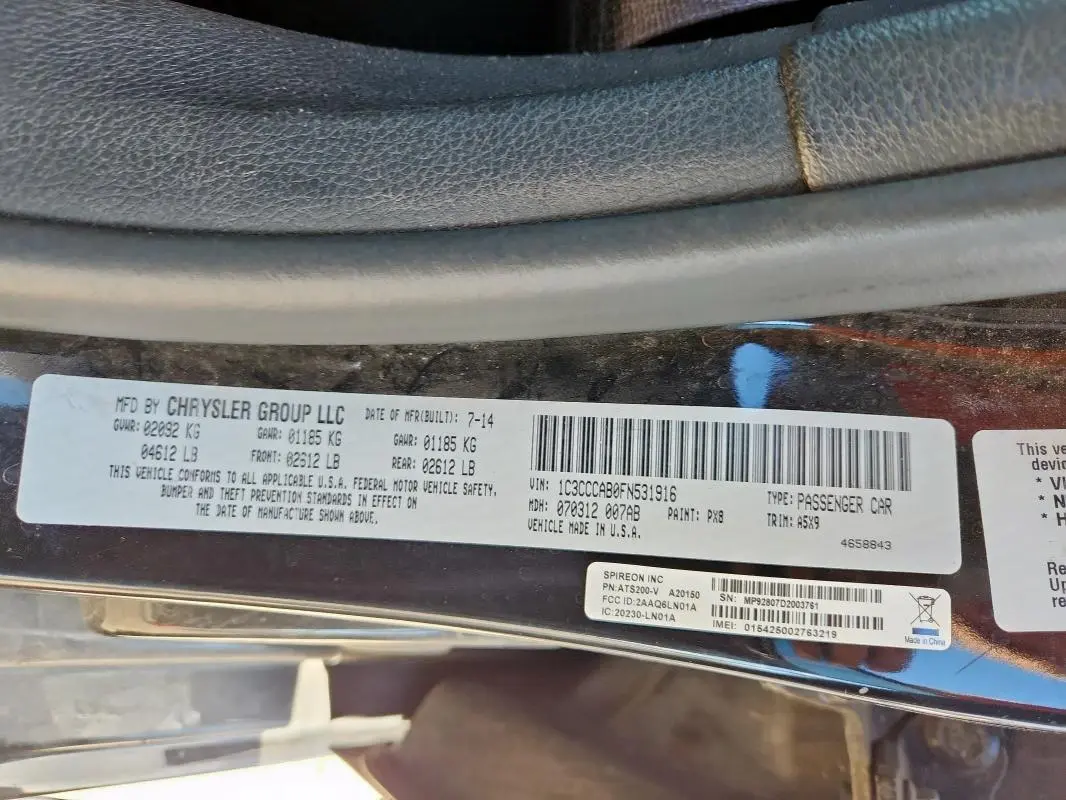 MFD BY CHRYSLER GROUP LLC DATE OF MFR(BUILT): 7-14
GVWR: 02092 KG GAWR: 01185 KG GAWR: 01185 KG
04612 LB FRONT: 02612 LB REAR: 02612 LB
THIS VEHICLE CONFORMS TO ALL APPLICABLE U.S.A. FEDERAL MOTOR VEHICLE SAFETY,
BUMPER AND THEFT PREVENTION STANDARDS IN EFFECT ON
THE DATE OF MANUFACTURE SHOWN ABOVE.
VIN: 1C3CCCAB0FN531916 TYPE: PASSENGER CAR
MDH: 070312 007AB PAINT: PX8 TRIM: A5X9
VEHICLE MADE IN U.S.A.
4658843
SPIREON INC
PN:ATS200-V A20150
FCC ID:2AAQ6LN01A
IC:20230-LN01A
SN: MP92807D2003761
IMEI: 015425002763219
Made in China
This ve
devi
* VI
* N
* H
Re
Up
m